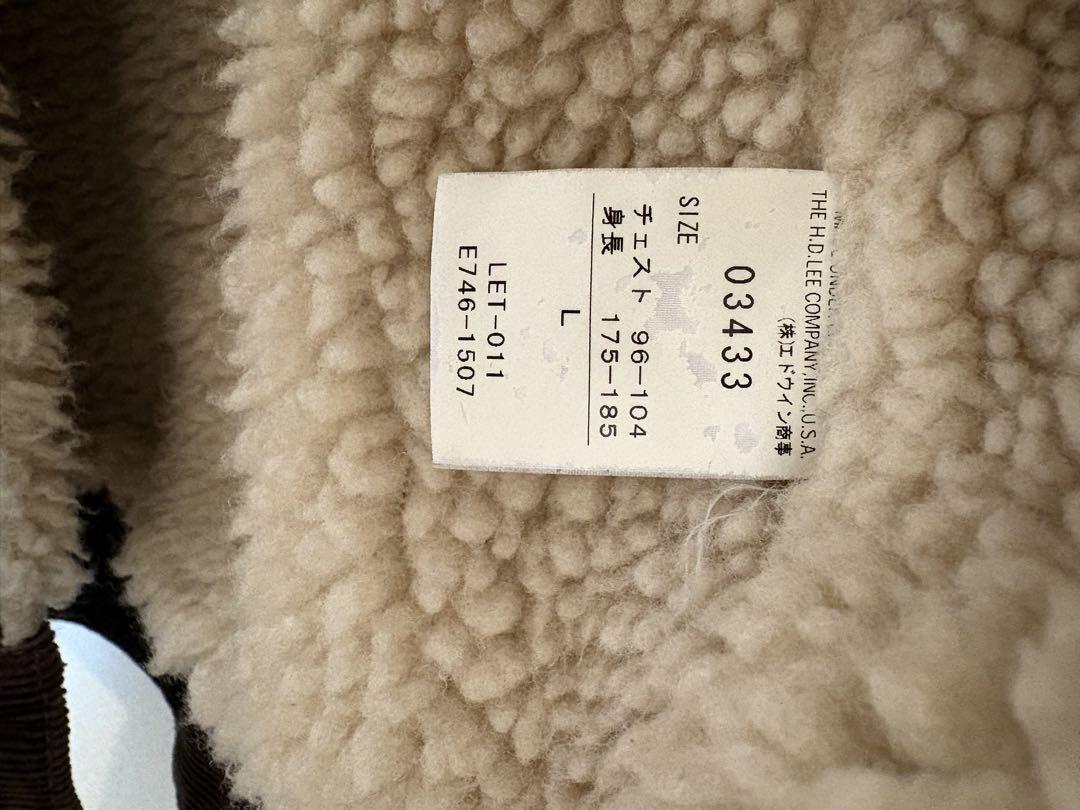 THE H.D.LEE COMPANY,INC.,U.S.A.
(株)エドウイン商事
03433
SIZE
チェスト 96-104
身長 175-185
L
LET-011
E746-1507